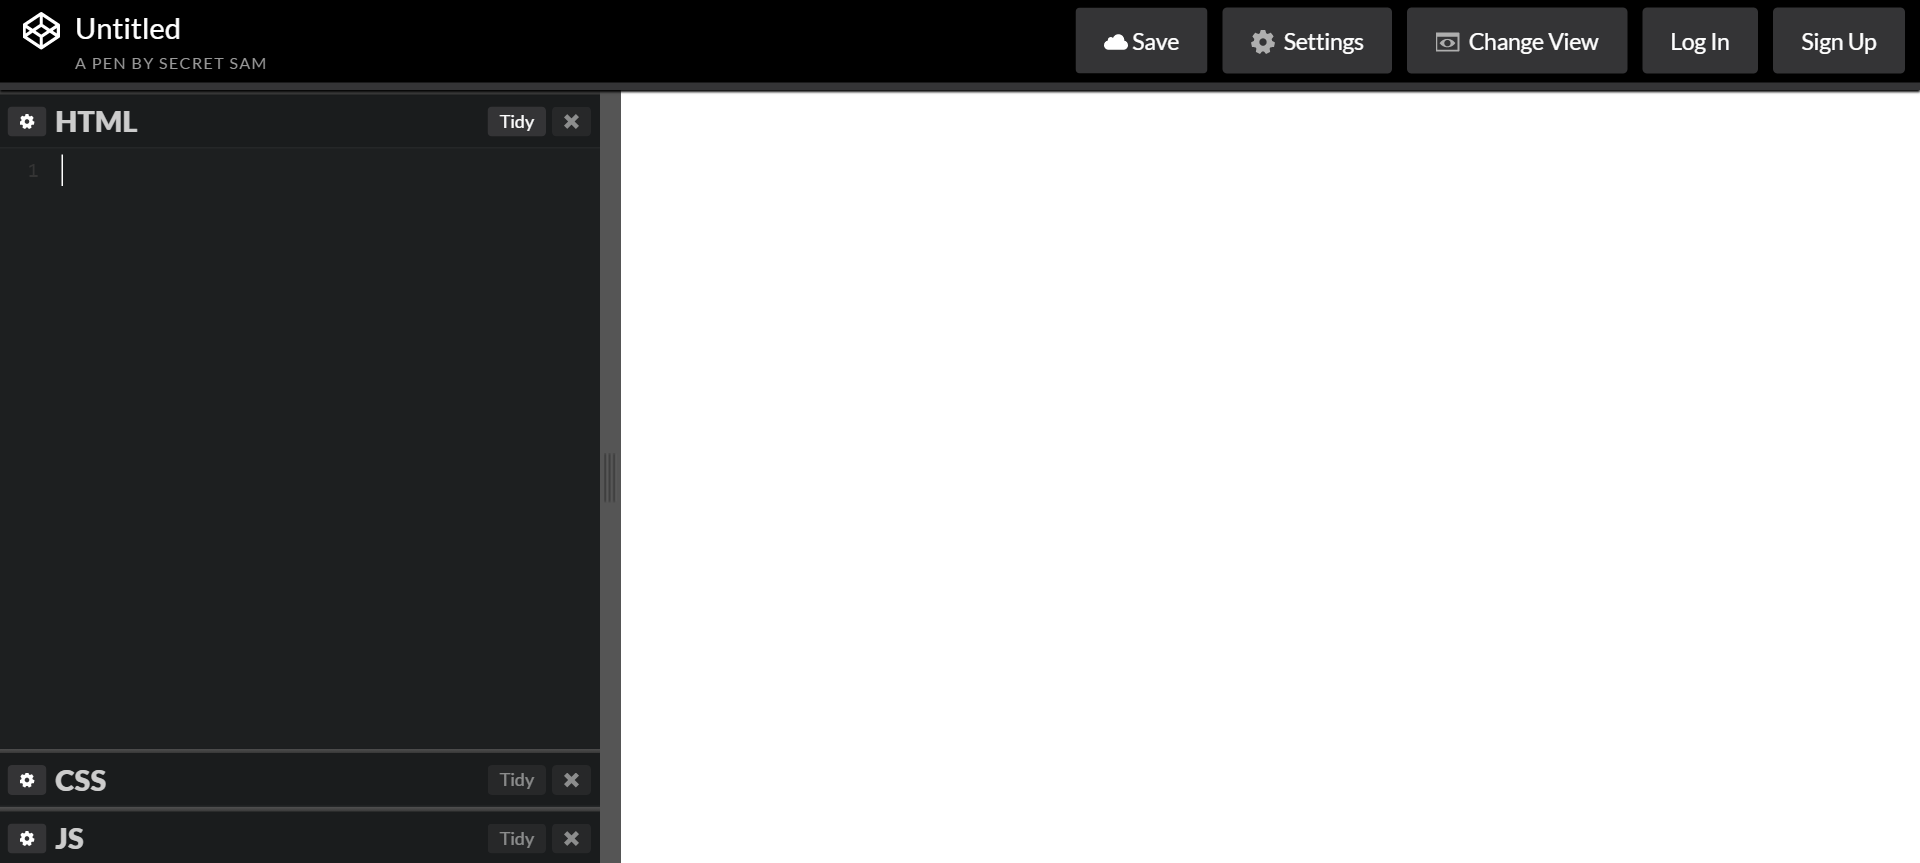 Untitled
A PEN BY SECRET SAM
Save
Settings
Change View
Log In
Sign Up
HTML
Tidy
1
CSS
Tidy
JS
Tidy